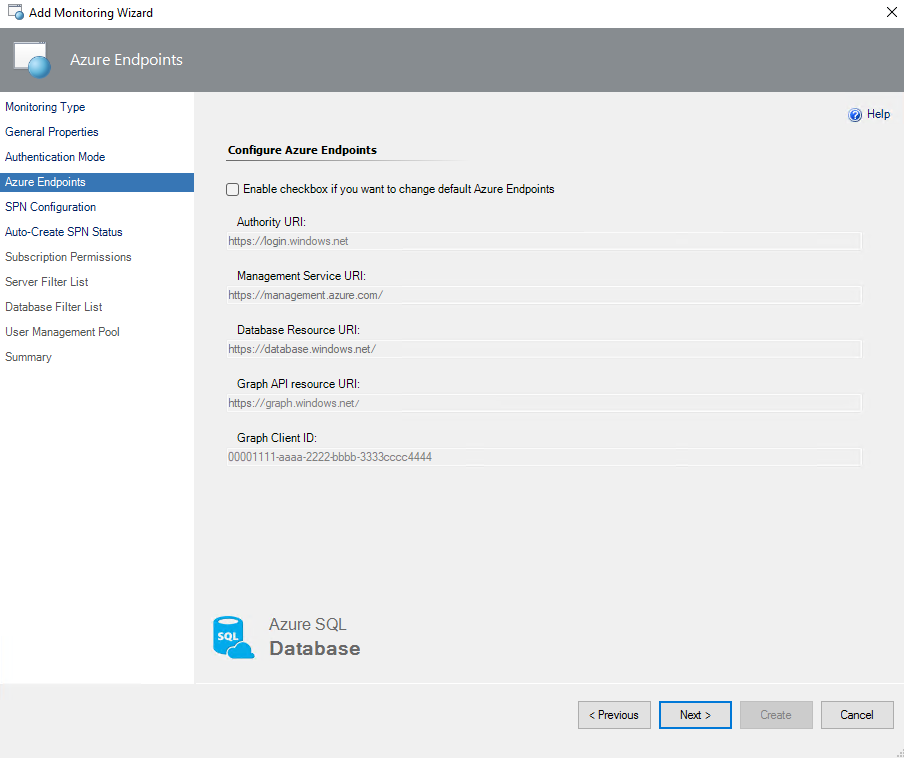 Add Monitoring Wizard
Azure Endpoints
Monitoring Type
General Properties
Authentication Mode
Azure Endpoints
SPN Configuration
Auto-Create SPN Status
Subscription Permissions
Server Filter List
Database Filter List
User Management Pool
Summary
Help
Configure Azure Endpoints
Enable checkbox if you want to change default Azure Endpoints
Authority URI:
https://login.windows.net
Management Service URI:
https://management.azure.com/
Database Resource URI:
https://database.windows.net/
Graph API resource URI:
https://graph.windows.net/
Graph Client ID:
00001111-aaaa-2222-bbbb-3333cccc4444
SQL
Azure SQL
Database
< Previous
Next >
Create
Cancel